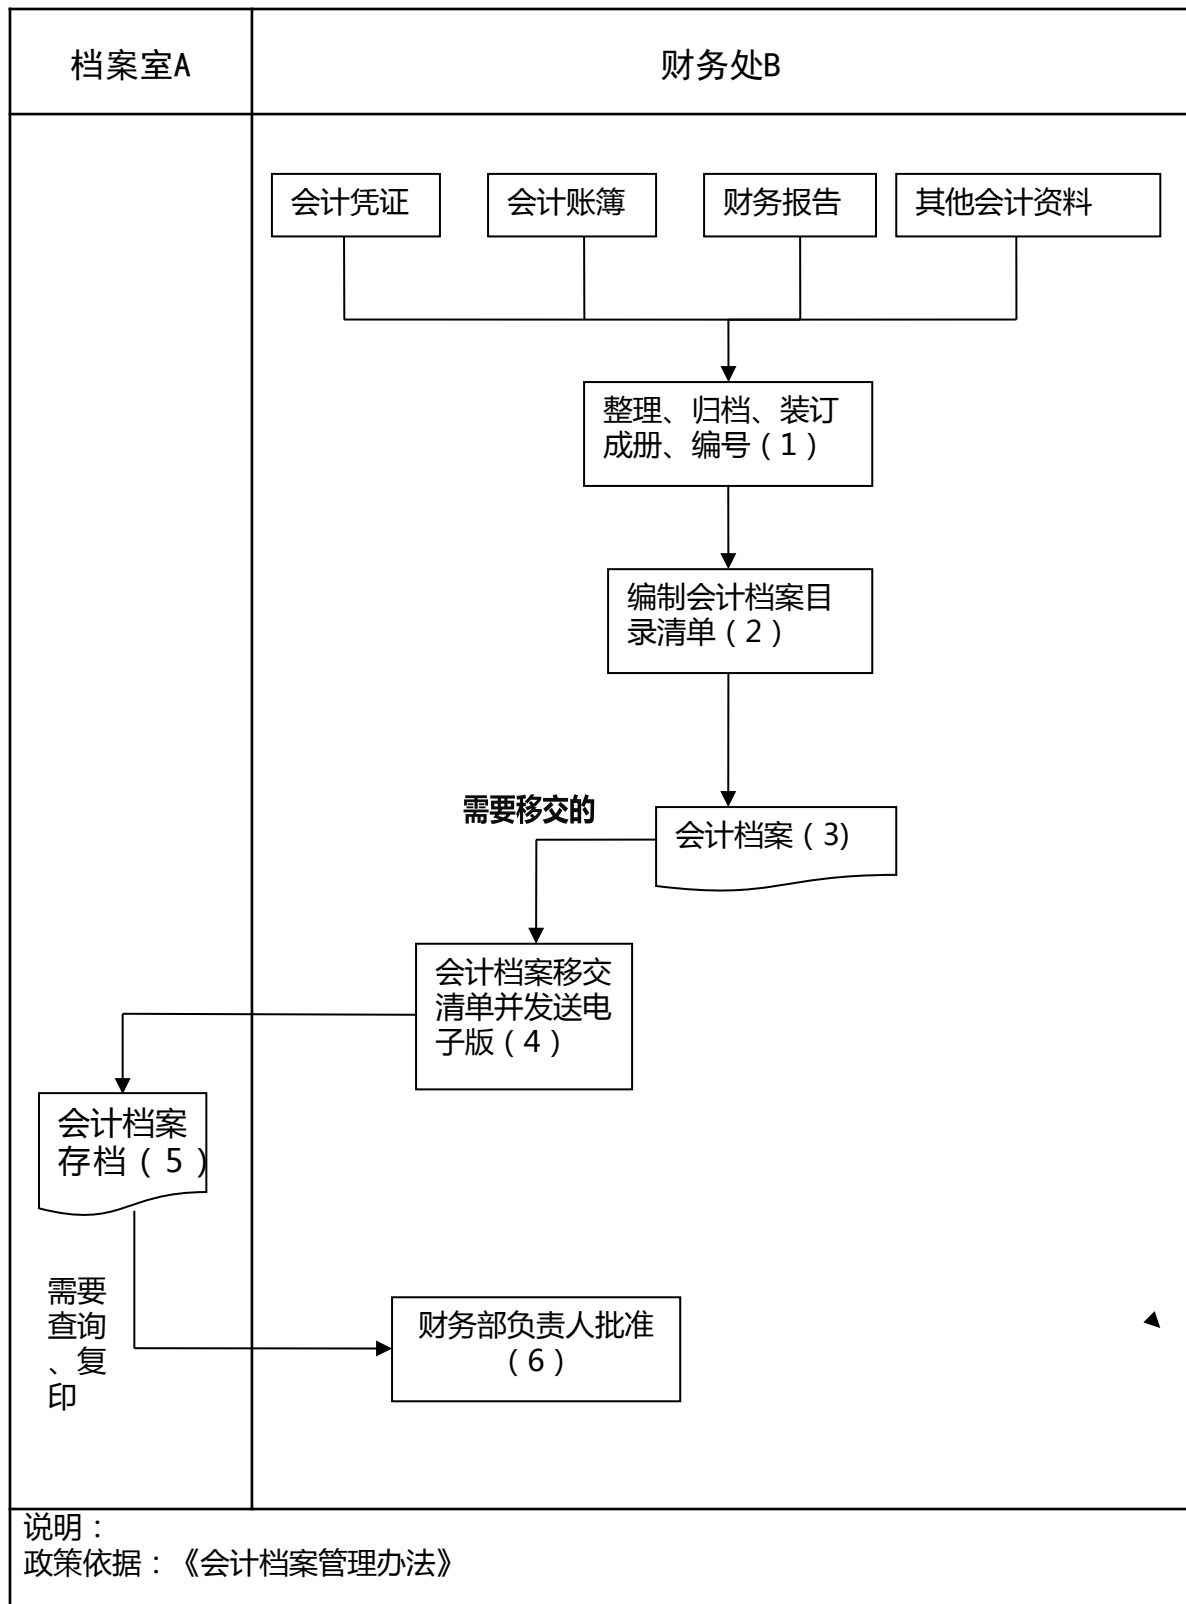 档案室A
财务处B
会计凭证
会计账簿
财务报告
其他会计资料
整理、归档、装订
成册、编号（1）
编制会计档案目
录清单（2）
需要移交的
会计档案（3)
会计档案移交
清单并发送电
子版（4）
会计档案
存档（5）
需要
查询
、复
印
财务部负责人批准
（6）
说明：
政策依据：《会计档案管理办法》